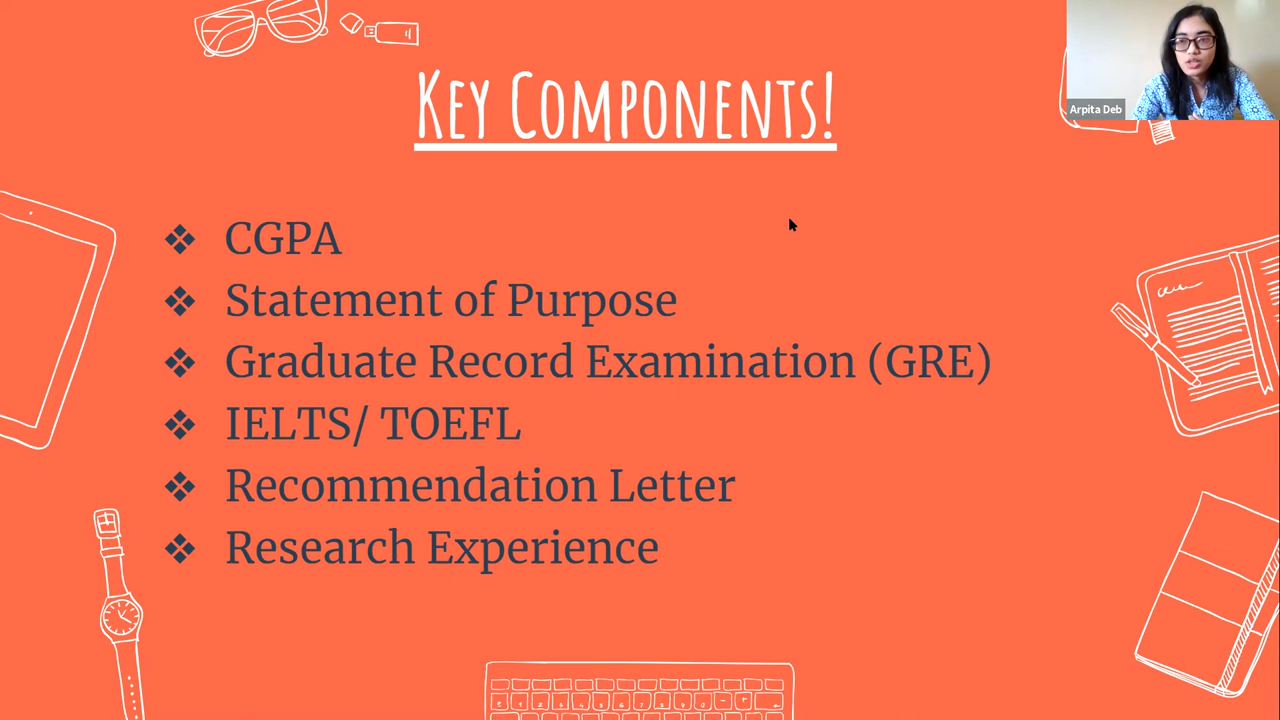 Key Components!
Arpita Deb
❖ CGPA
❖ Statement of Purpose
❖ Graduate Record Examination (GRE)
❖ IELTS/ TOEFL
❖ Recommendation Letter
❖ Research Experience